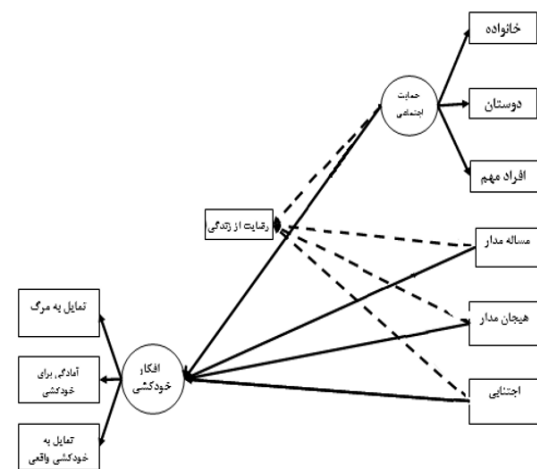 خانواده
حمایت
اجتماعی
دوستان
افراد مهم
رضایت از زندگی
مساله مدار
هیجان مدار
اجتنابی
تمایل به مرگ
افکار
خودکشی
آمادگی برای
خودکشی
تمایل به
خودکشی واقعی